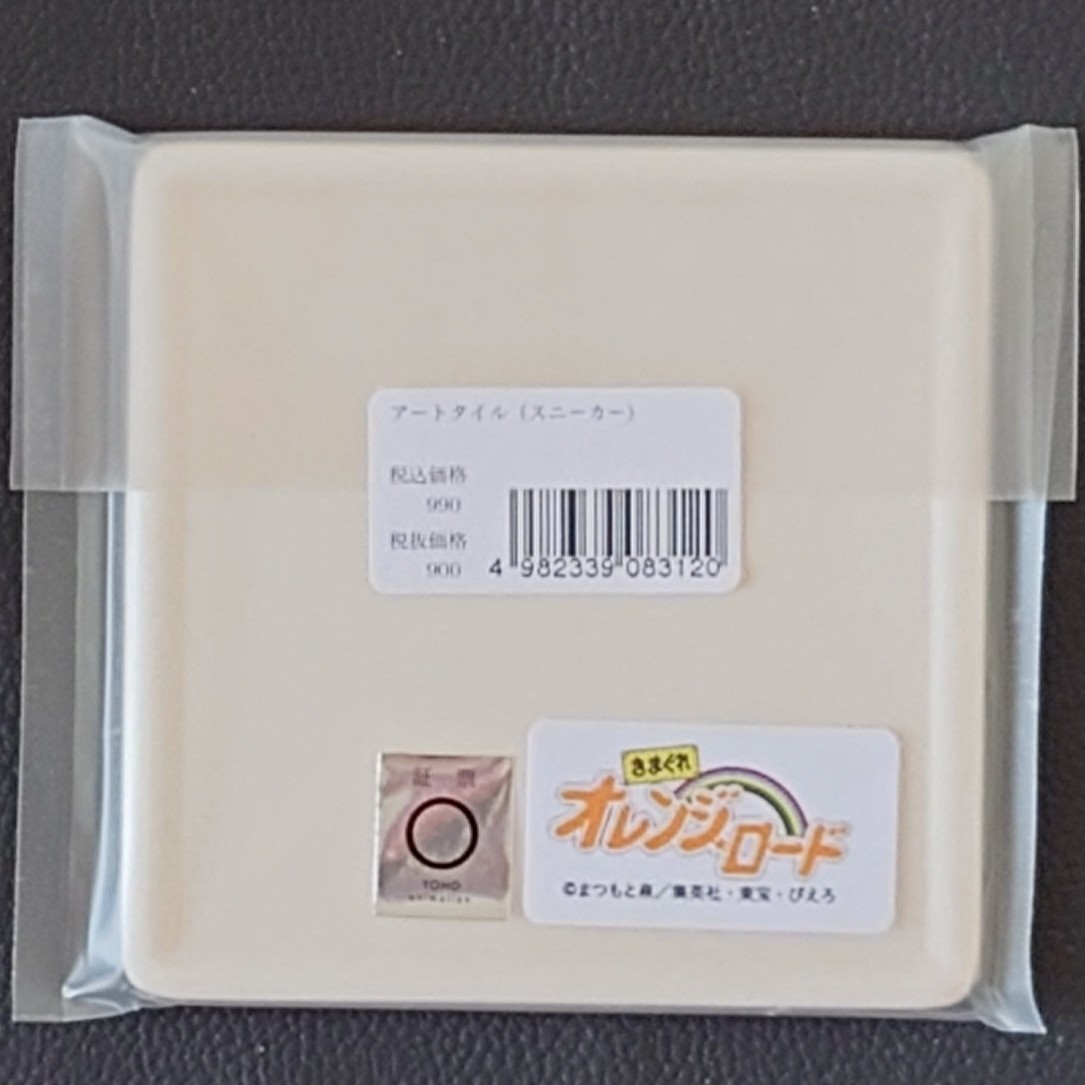 アートタイル（スニーカー）
税込価格
990
税抜価格
900
4 982339 083120
証票
TOHO
animation
きまぐれ
オレンジ☆ロード
©まつもと泉／集英社・東宝・ぴえろ